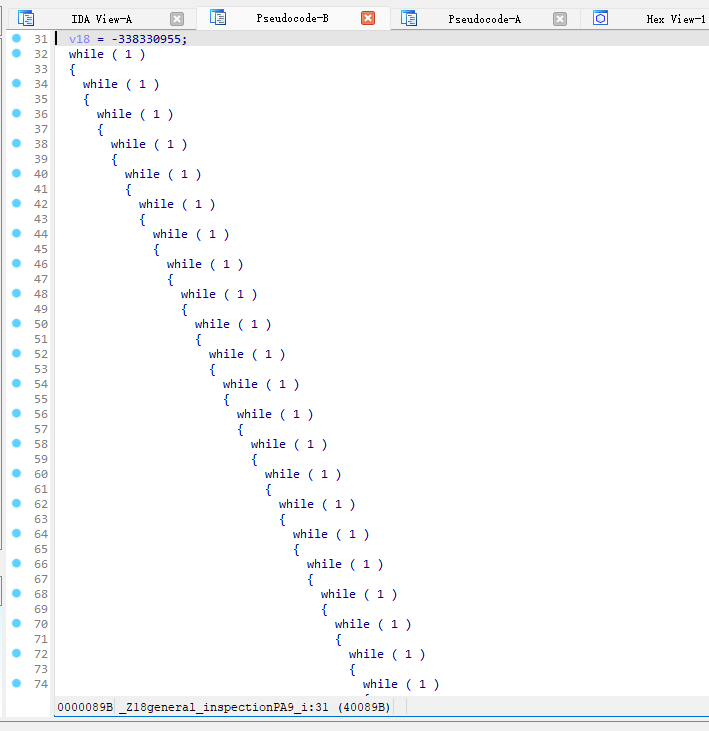 IDA View-A Pseudocode-B Pseudocode-A Hex View-1
31 v18 = -338330955;
32 while ( 1 )
33 {
34 while ( 1 )
35 {
36 while ( 1 )
37 {
38 while ( 1 )
39 {
40 while ( 1 )
41 {
42 while ( 1 )
43 {
44 while ( 1 )
45 {
46 while ( 1 )
47 {
48 while ( 1 )
49 {
50 while ( 1 )
51 {
52 while ( 1 )
53 {
54 while ( 1 )
55 {
56 while ( 1 )
57 {
58 while ( 1 )
59 {
60 while ( 1 )
61 {
62 while ( 1 )
63 {
64 while ( 1 )
65 {
66 while ( 1 )
67 {
68 while ( 1 )
69 {
70 while ( 1 )
71 {
72 while ( 1 )
73 {
74 while ( 1 )
0000089B _Z18general_inspectionPA9_i:31 (40089B)